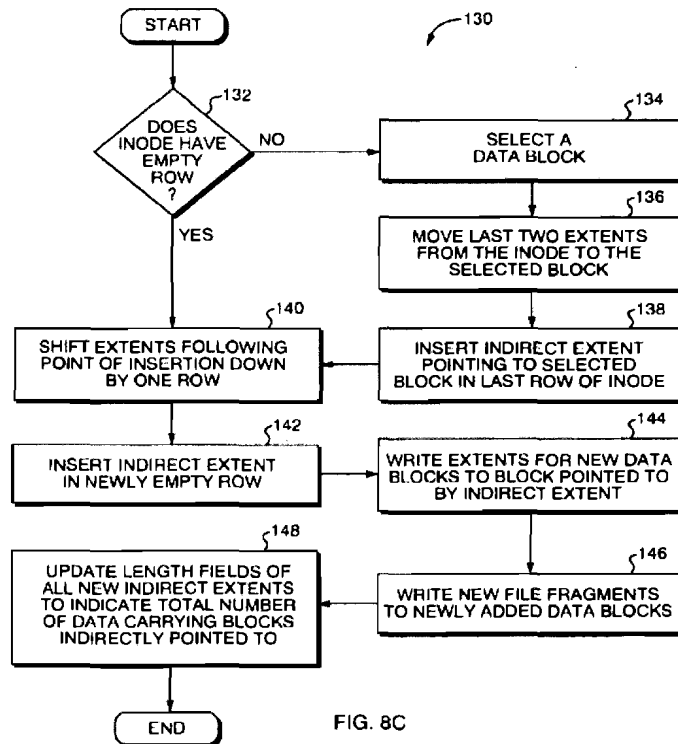 START
130
132
DOES
INODE HAVE
EMPTY
ROW
?
NO
YES
134
SELECT A
DATA BLOCK
136
MOVE LAST TWO EXTENTS
FROM THE INODE TO THE
SELECTED BLOCK
138
INSERT INDIRECT EXTENT
POINTING TO SELECTED
BLOCK IN LAST ROW OF INODE
140
SHIFT EXTENTS FOLLOWING
POINT OF INSERTION DOWN
BY ONE ROW
142
INSERT INDIRECT EXTENT
IN NEWLY EMPTY ROW
144
WRITE EXTENTS FOR NEW DATA
BLOCKS TO BLOCK POINTED TO
BY INDIRECT EXTENT
146
WRITE NEW FILE FRAGMENTS
TO NEWLY ADDED DATA BLOCKS
148
UPDATE LENGTH FIELDS OF
ALL NEW INDIRECT EXTENTS
TO INDICATE TOTAL NUMBER
OF DATA CARRYING BLOCKS
INDIRECTLY POINTED TO
END
FIG. 8C